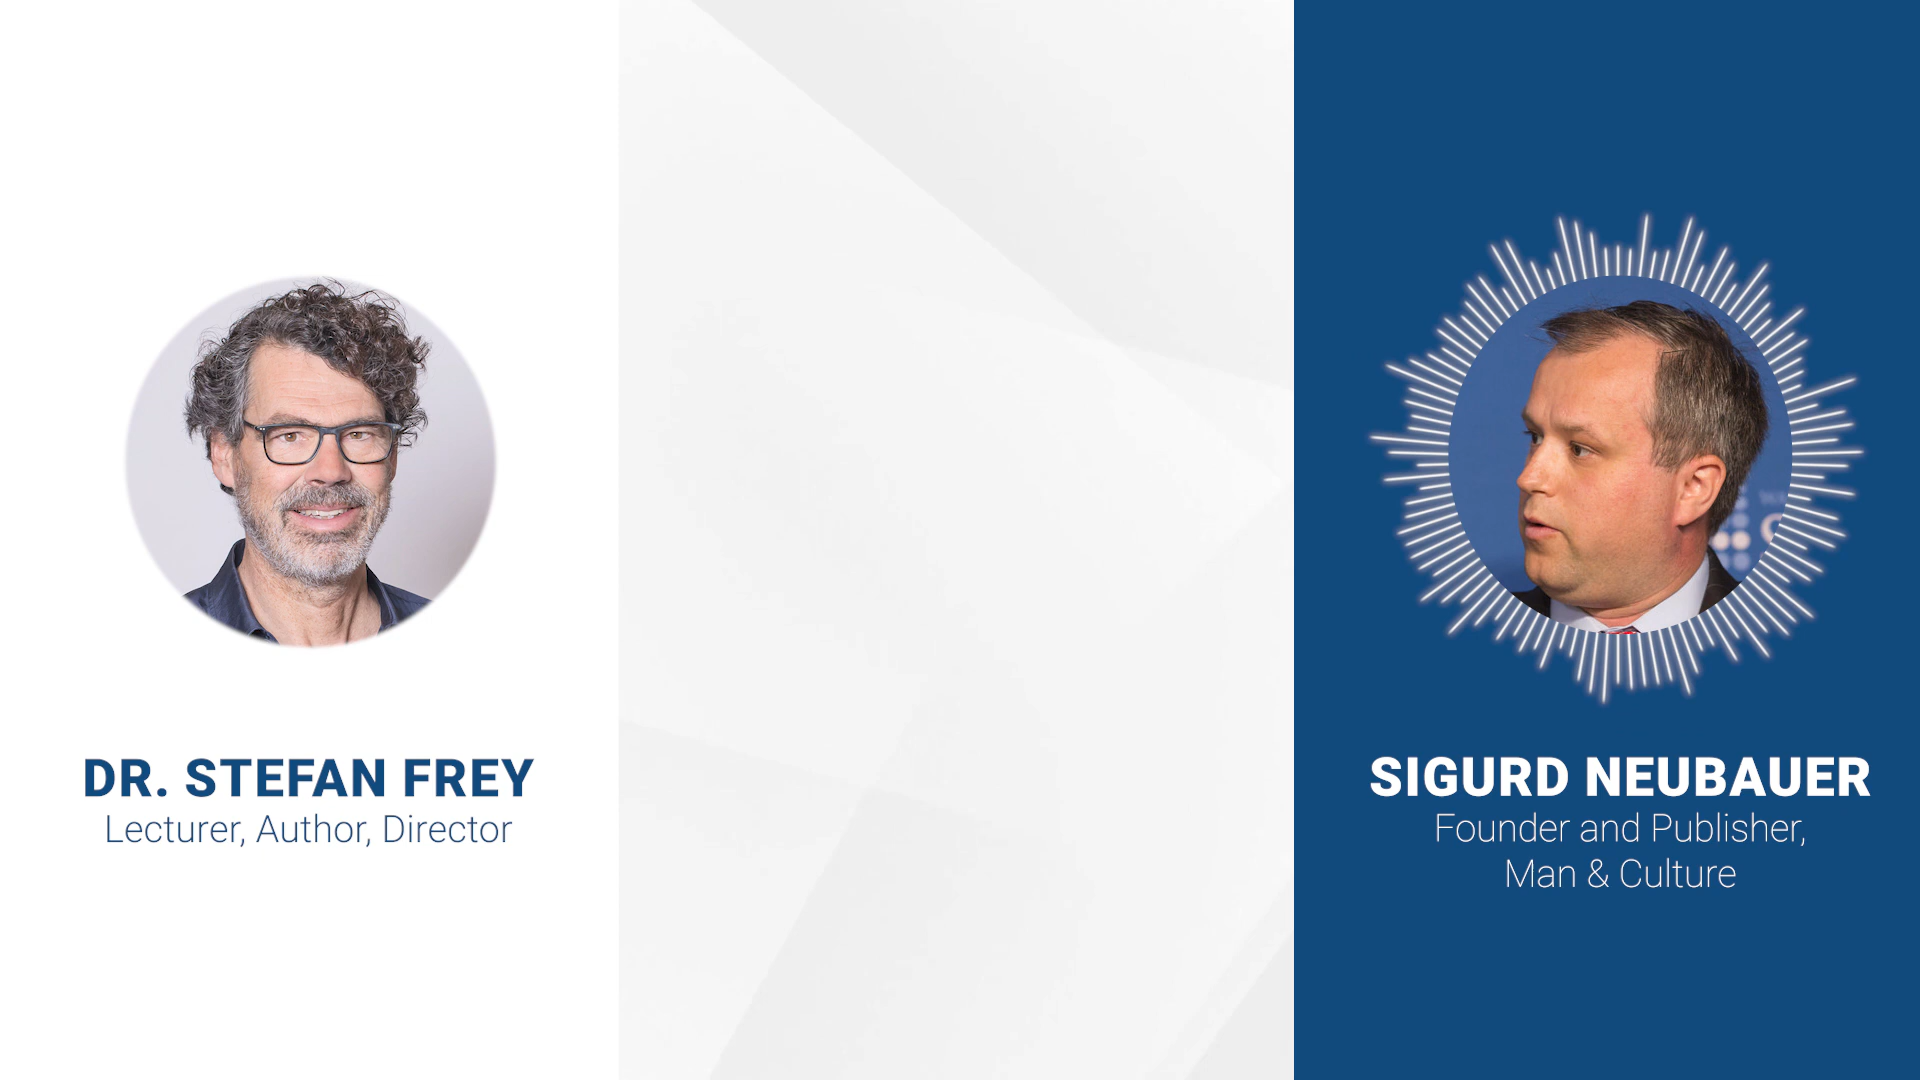 DR. STEFAN FREY
Lecturer, Author, Director
SIGURD NEUBAUER
Founder and Publisher,
Man & Culture